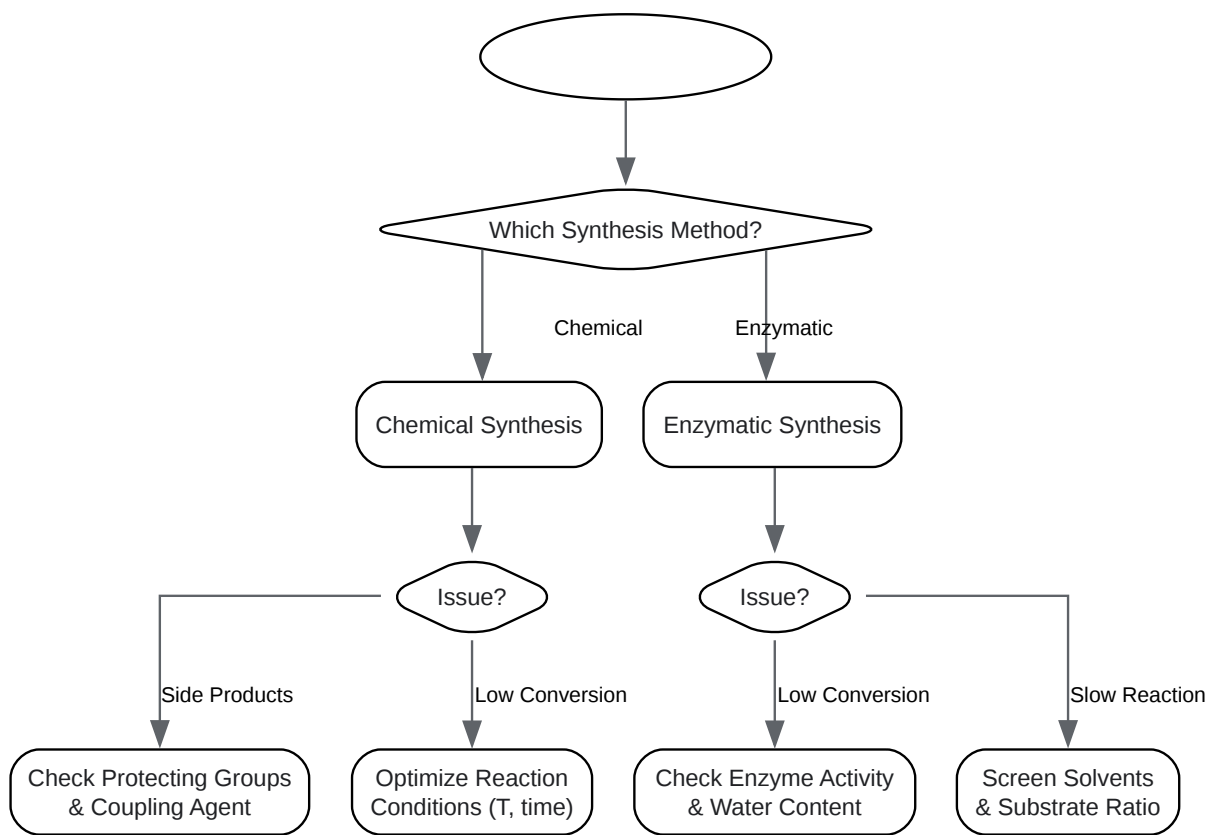 Which Synthesis Method?
Chemical
Enzymatic
Chemical Synthesis
Enzymatic Synthesis
Issue?
Issue?
Side Products
Low Conversion
Low Conversion
Slow Reaction
Check Protecting Groups
& Coupling Agent
Optimize Reaction
Conditions (T, time)
Check Enzyme Activity
& Water Content
Screen Solvents
& Substrate Ratio